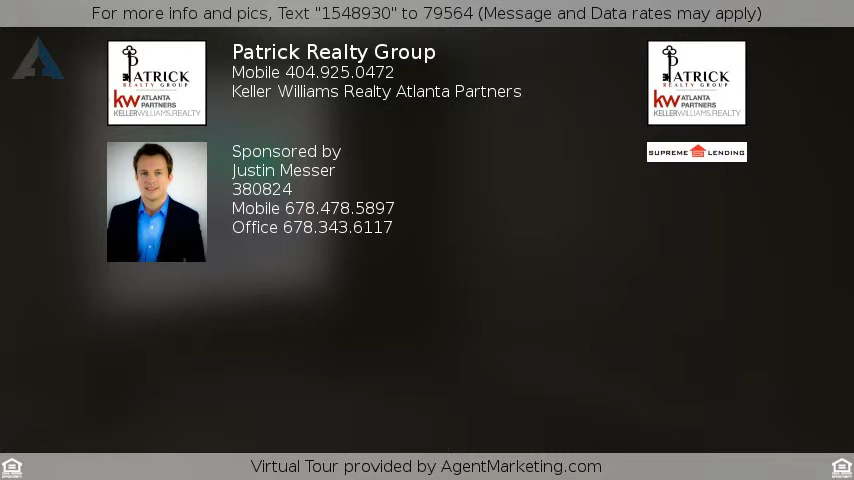 For more info and pics, Text "1548930" to 79564 (Message and Data rates may apply)
PATRICK
REALTY GROUP
kw ATLANTA
PARTNERS
KELLERWILLIAMS.REALTY
Patrick Realty Group
Mobile 404.925.0472
Keller Williams Realty Atlanta Partners
PATRICK
REALTY GROUP
kw ATLANTA
PARTNERS
KELLERWILLIAMS.REALTY
Sponsored by
Justin Messer
380824
Mobile 678.478.5897
Office 678.343.6117
SUPREME LENDING
Virtual Tour provided by AgentMarketing.com